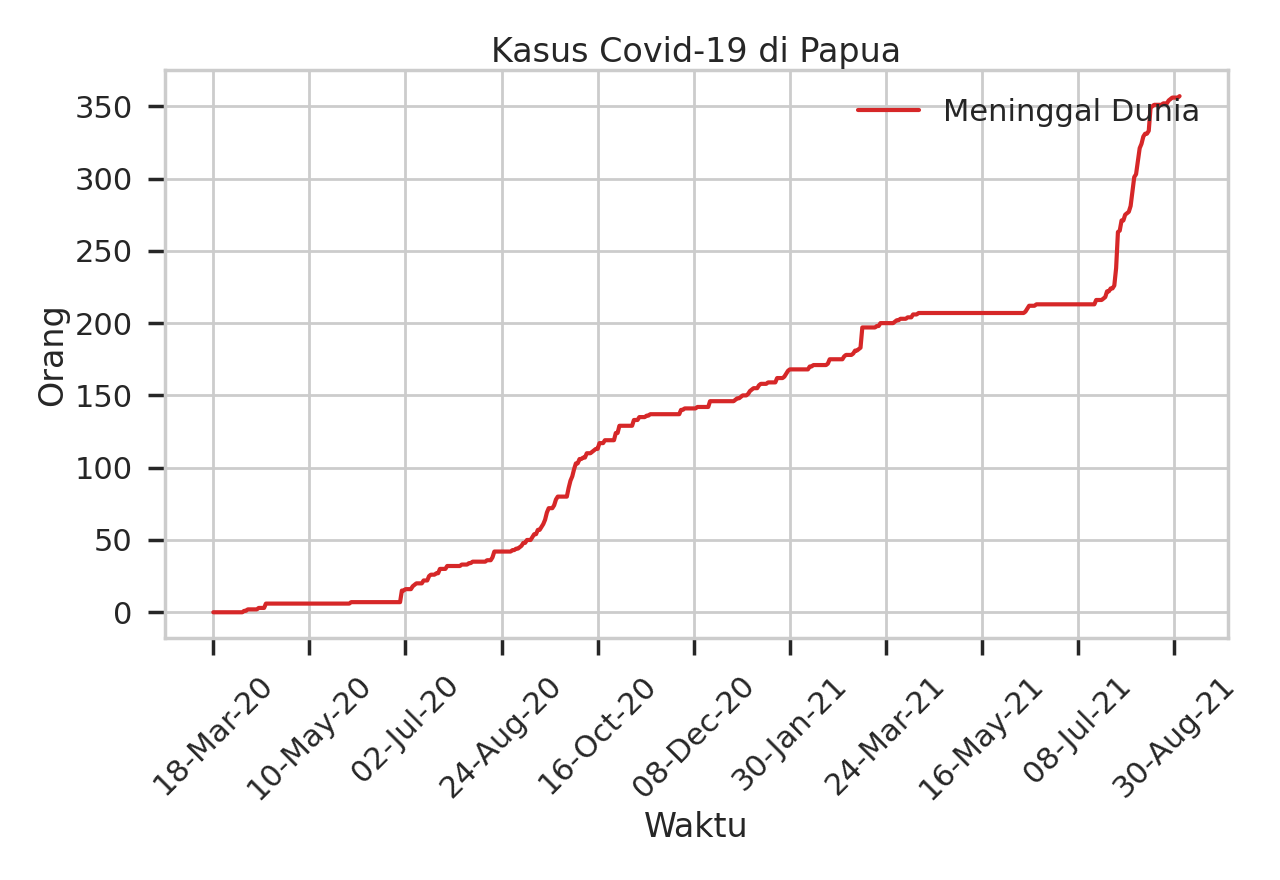 Kasus Covid-19 di Papua
Meninggal Dunia
Orang
350
300
250
200
150
100
50
0
18-Mar-20
10-May-20
02-Jul-20
24-Aug-20
16-Oct-20
08-Dec-20
30-Jan-21
24-Mar-21
16-May-21
08-Jul-21
30-Aug-21
Waktu